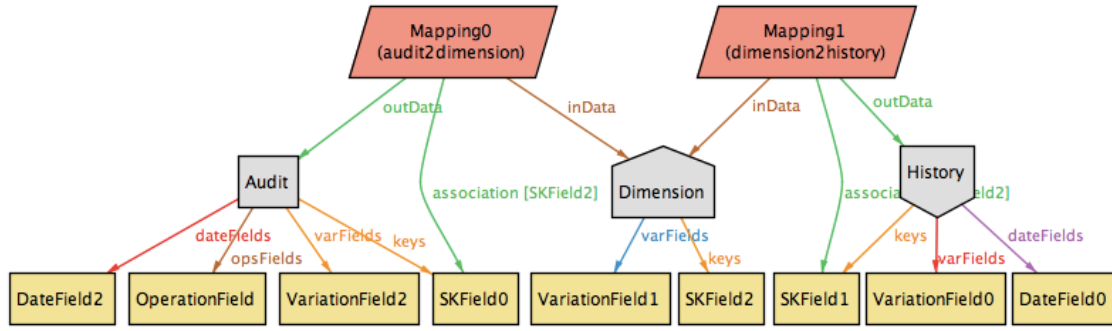 Mapping0
(audit2dimension)
Mapping1
(dimension2history)
outData
inData
inData
outData
Audit
association [SKField2]
Dimension
History
dateFields
opsFields
varFields
keys
varFields
keys
keys
varFields
dateFields
DateField2
OperationField
VariationField2
SKField0
VariationField1
SKField2
SKField1
VariationField0
DateField0